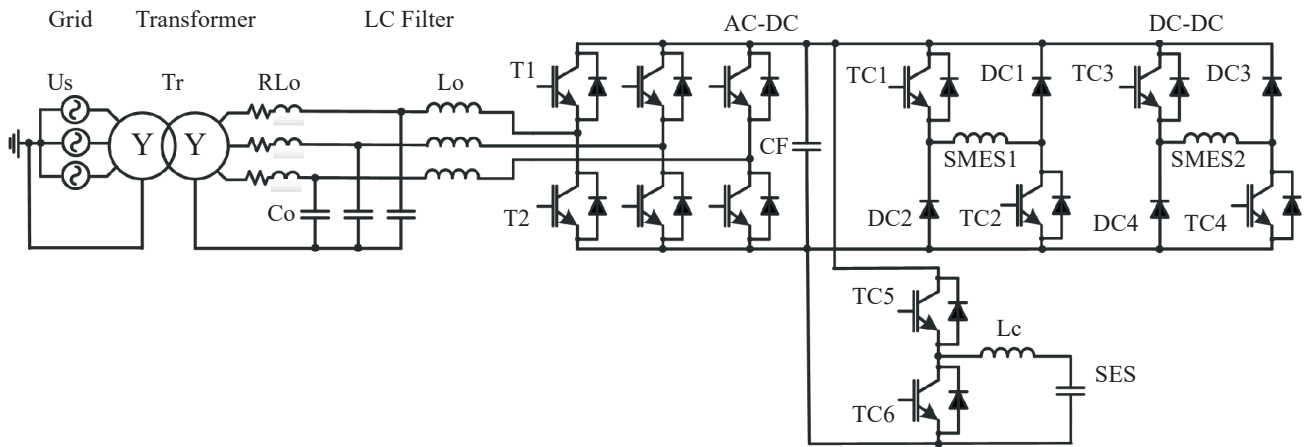 Grid Transformer LC Filter AC-DC DC-DC
Us Tr RLo Lo T1 TC1 DC1 TC3 DC3
Y Y CF SMES1 SMES2
Co T2 DC2 TC2 DC4 TC4
TC5 Lc
TC6 SES